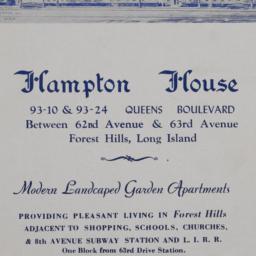 Hampton House
93-10 & 93-24 QUEENS BOULEVARD
Between 62nd Avenue & 63rd Avenue
Forest Hills, Long Island
Modern Landcaped Garden Apartments
PROVIDING PLEASANT LIVING IN Forest Hills
ADJACENT TO SHOPPING, SCHOOLS, CHURCHES,
& 8th AVENUE SUBWAY STATION AND L. I. R. R.
One Block from 63rd Drive Station.